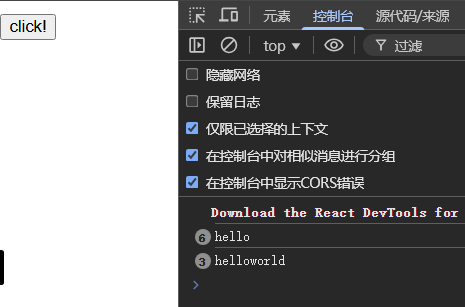 click!
元素
控制台
源代码/来源
top
过滤
隐藏网络
保留日志
仅限已选择的上下文
在控制台中对相似消息进行分组
在控制台中显示CORS错误
Download the React DevTools for
6 hello
3 helloworld